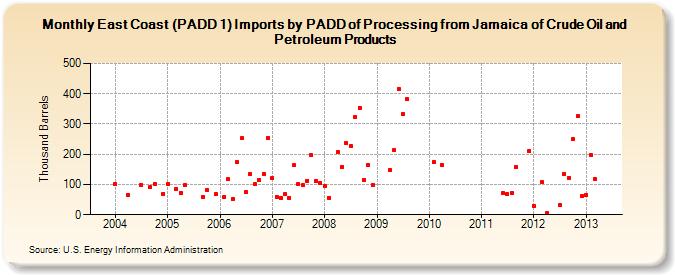 Monthly East Coast (PADD 1) Imports by PADD of Processing from Jamaica of Crude Oil and
Petroleum Products
Thousand Barrels
500
400
300
200
100
0
2004 2005 2006 2007 2008 2009 2010 2011 2012 2013
Source: U.S. Energy Information Administration